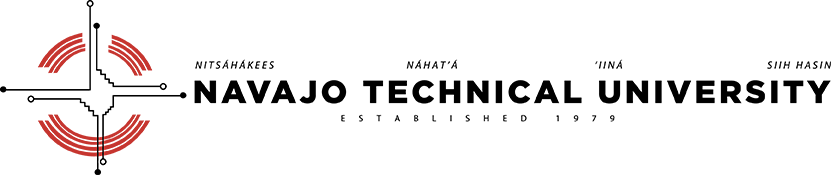 NITSÁHÁKEES NÁHAT'Á 'IINÁ SIIH HASIN
NAVAJO TECHNICAL UNIVERSITY
ESTABLISHED 1979